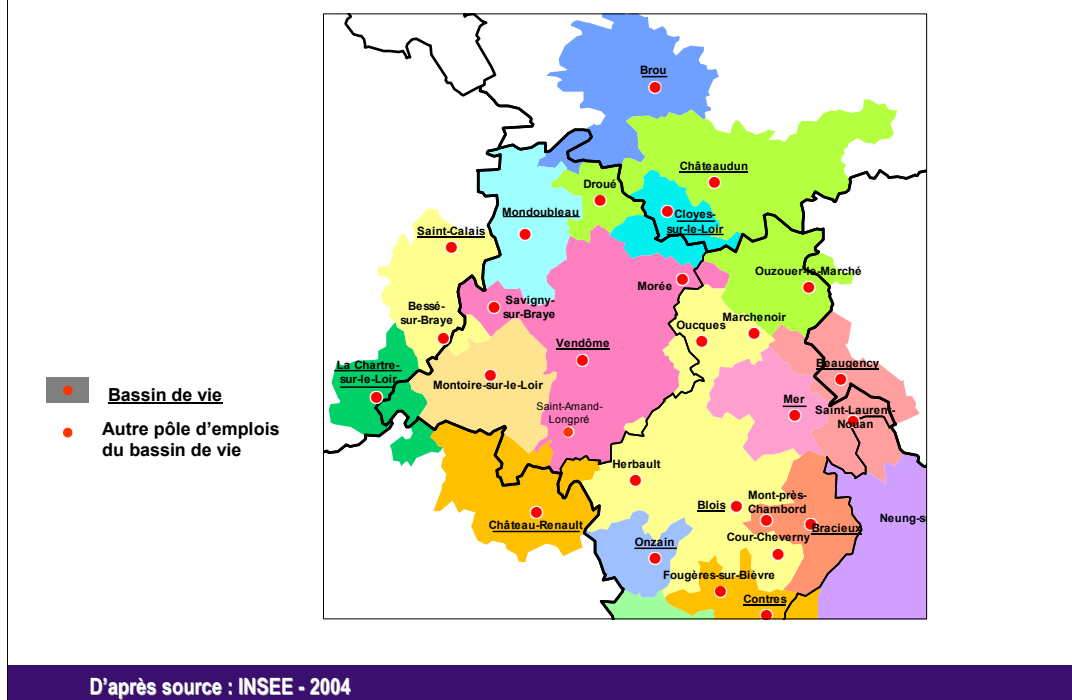 Brou
Châteaudun
Droué
Mondoubleau
Cloyes-
sur-le-Loir
Saint-Calais
Ouzouer-le-Marché
Morée
Bessé-
sur-Braye
Savigny-
sur-Braye
Oucques
Marchenoir
Vendôme
La Chartre-
sur-le-Loir
Montoire-sur-le-Loir
Beaugency
Mer
Saint-Laurent-
Nouan
Saint-Amand-
Longpré
Herbault
Blois
Mont-près-
Chambord
Bracieux
Neung-s
Château-Renault
Onzain
Cour-Cheverny
Fougères-sur-Bièvre
Contres
Bassin de vie
Autre pôle d'emplois
du bassin de vie
D'après source : INSEE - 2004